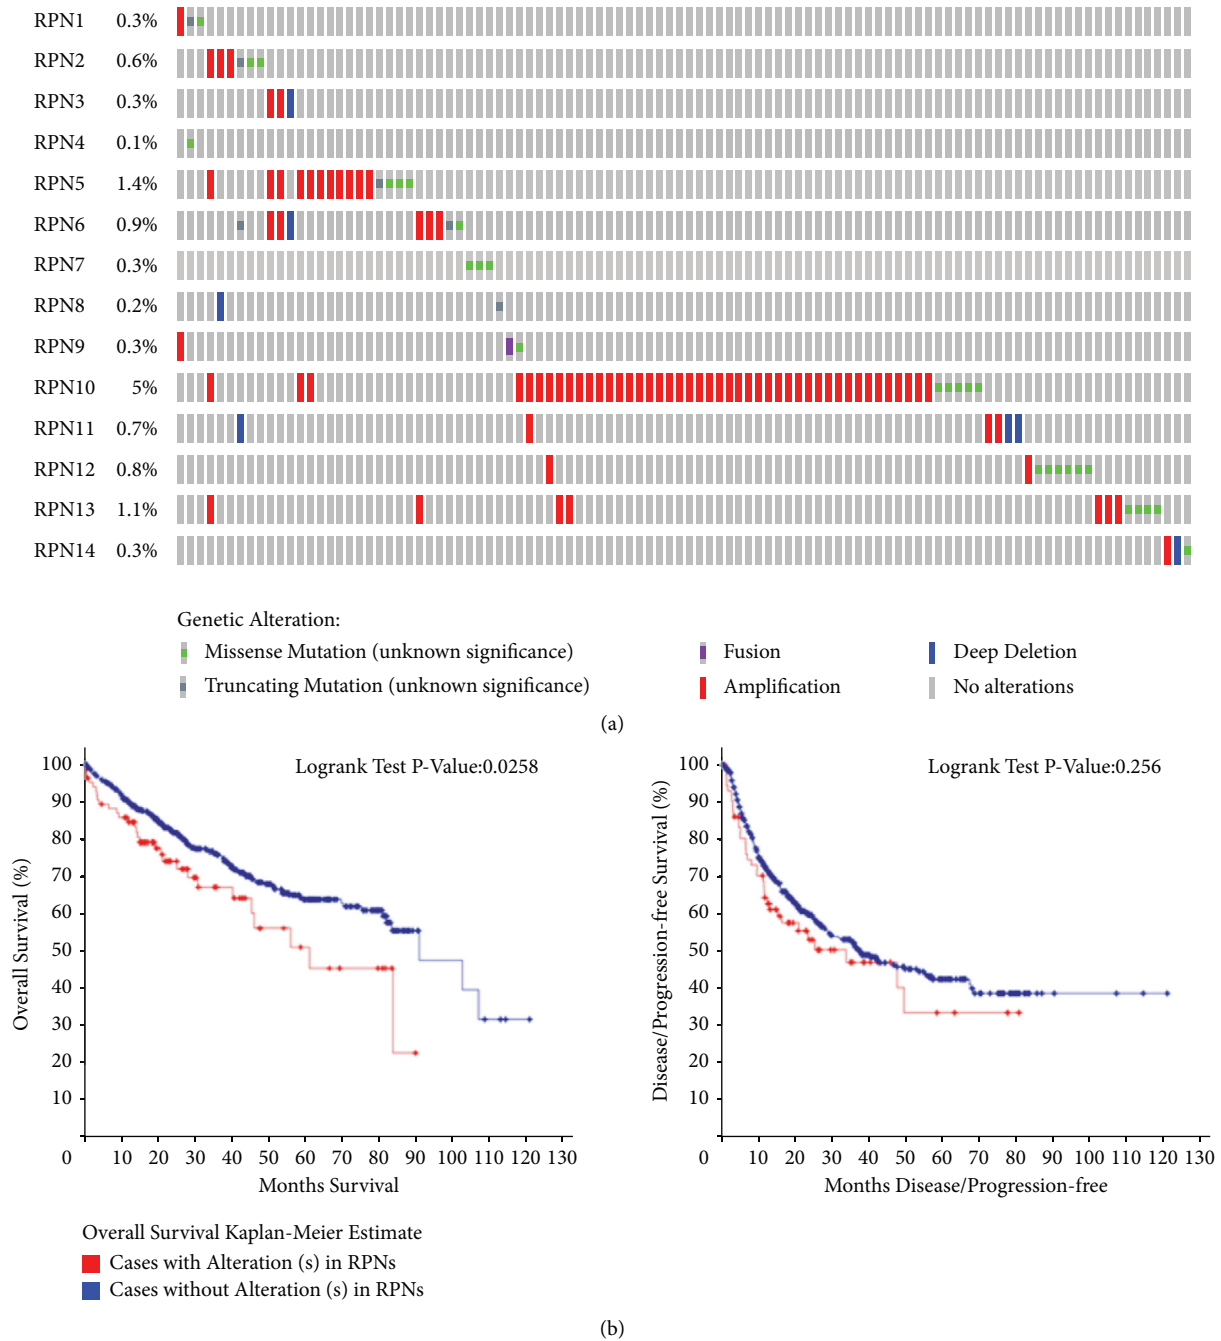 RPN1 0.3%
RPN2 0.6%
RPN3 0.3%
RPN4 0.1%
RPN5 1.4%
RPN6 0.9%
RPN7 0.3%
RPN8 0.2%
RPN9 0.3%
RPN10 5%
RPN11 0.7%
RPN12 0.8%
RPN13 1.1%
RPN14 0.3%
Genetic Alteration:
Missense Mutation (unknown significance)
Truncating Mutation (unknown significance)
Fusion
Amplification
Deep Deletion
No alterations
(a)
Logrank Test P-Value:0.0258
Overall Survival (%)
100
90
80
70
60
50
40
30
20
10
0 10 20 30 40 50 60 70 80 90 100 110 120 130
Months Survival
Logrank Test P-Value:0.256
Disease/Progression-free Survival (%)
100
90
80
70
60
50
40
30
20
10
0 10 20 30 40 50 60 70 80 90 100 110 120 130
Months Disease/Progression-free
Overall Survival Kaplan-Meier Estimate
Cases with Alteration (s) in RPNs
Cases without Alteration (s) in RPNs
(b)